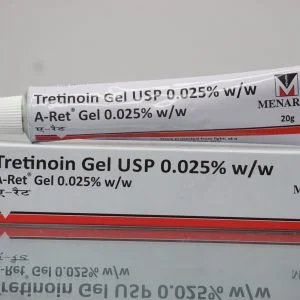 Tretinoin Gel USP 0.025% w/w
A-Ret® Gel 0.025% w/w
ए-रेट
MENAR
20g
Tretinoin Gel USP 0.025% w/w
A-Ret® Gel 0.025% w/w
ए-रेट
MENAR